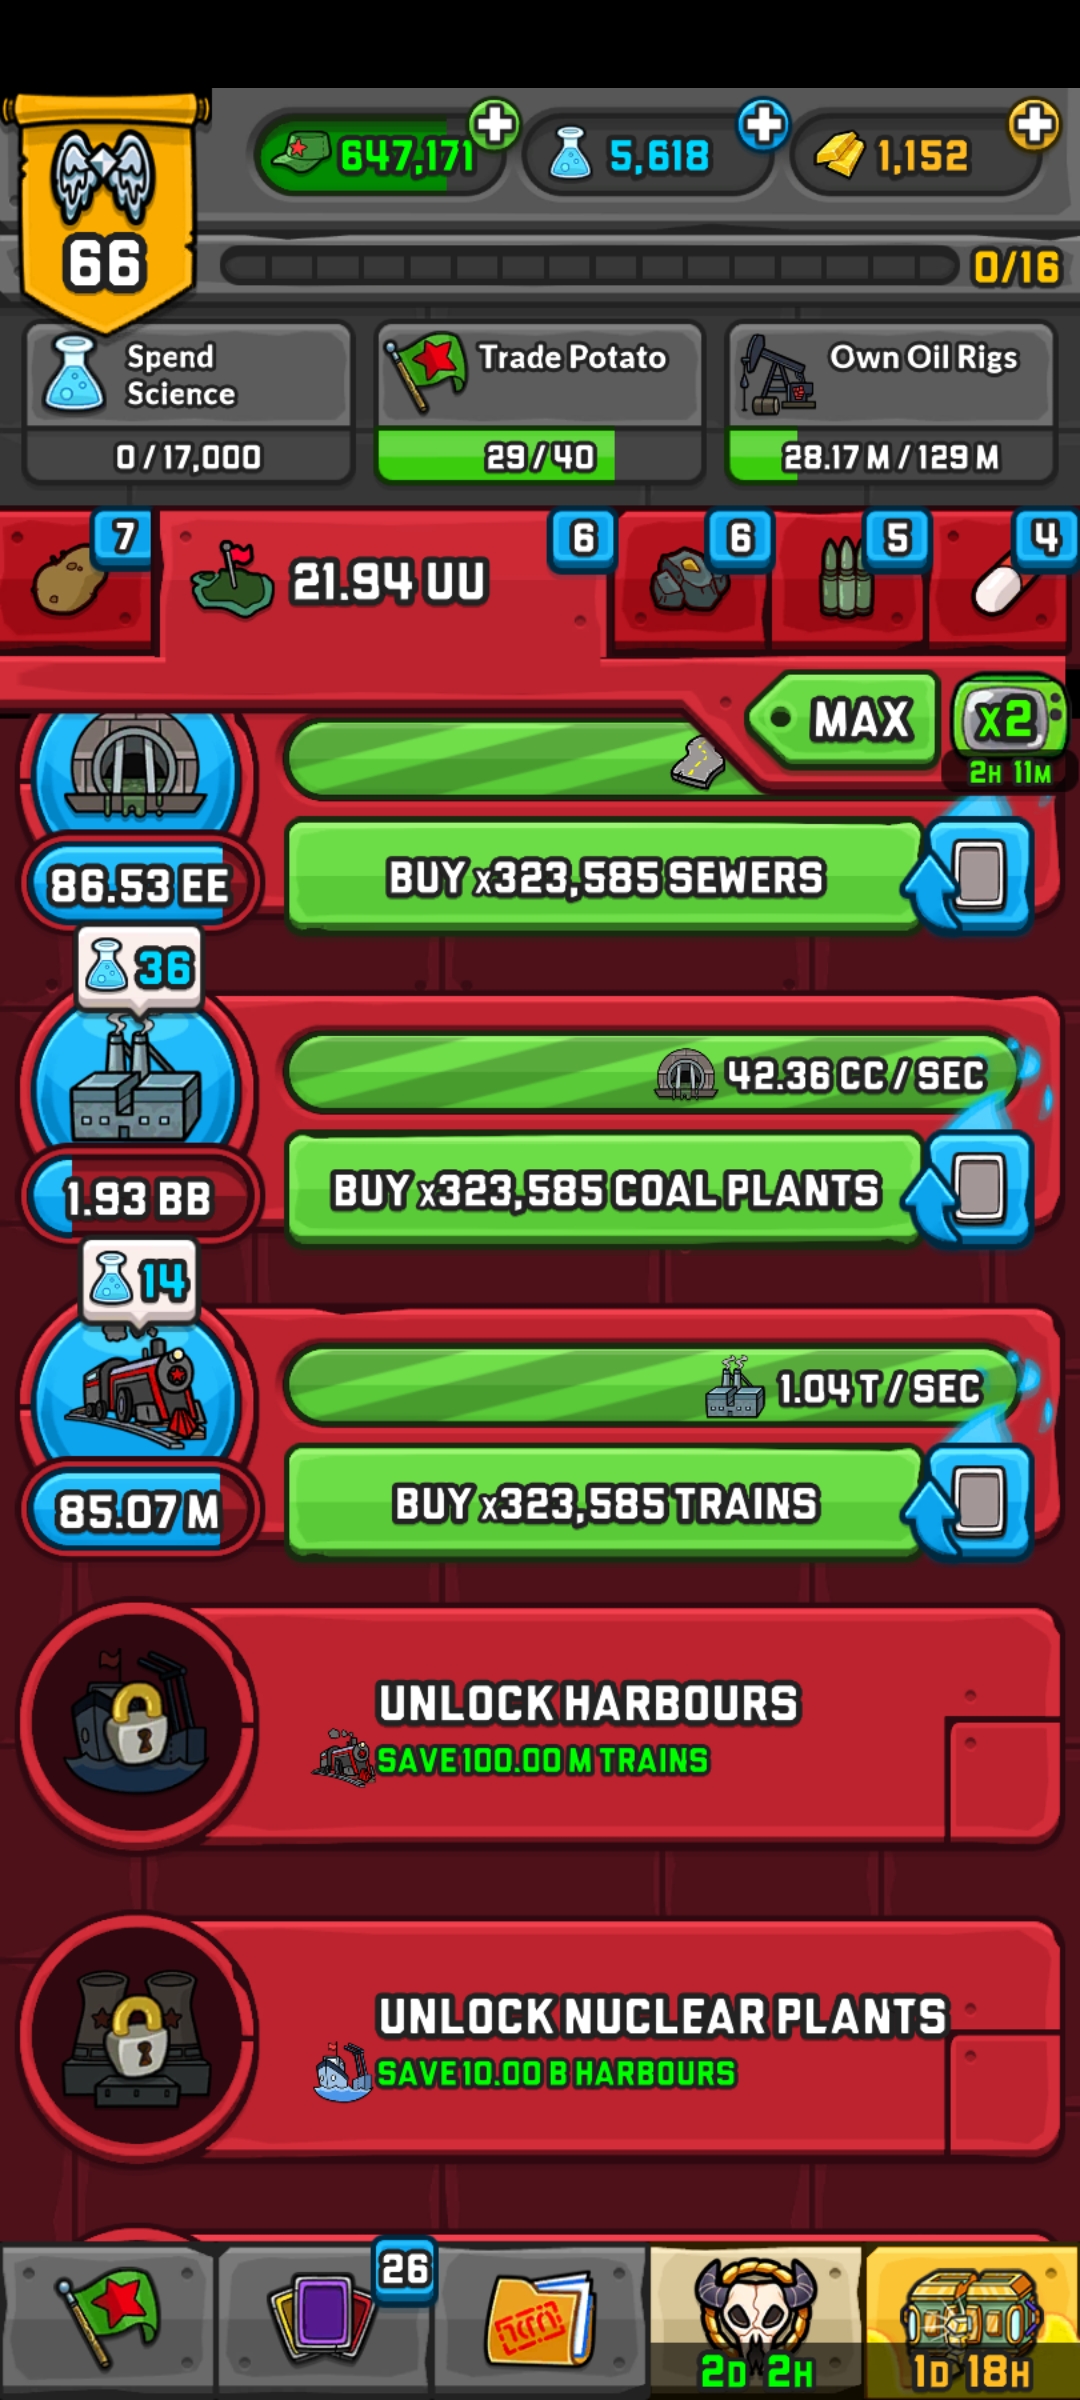 647,171
5,618
1,152
66
0/16
Spend
Science
0/17,000
Trade Potato
29/40
Own Oil Rigs
28.17 M/129 M
7
21.94 UU
6
6
5
4
MAX
x2
2H 11M
86.53 EE
BUY x323,585 SEWERS
36
42.36 CC/SEC
1.93 BB
BUY x323,585 COAL PLANTS
14
1.04 T/SEC
85.07 M
BUY x323,585 TRAINS
UNLOCK HARBOURS
SAVE 100.00 M TRAINS
UNLOCK NUCLEAR PLANTS
SAVE 10.00 B HARBOURS
26
2D 2H
1D 18H